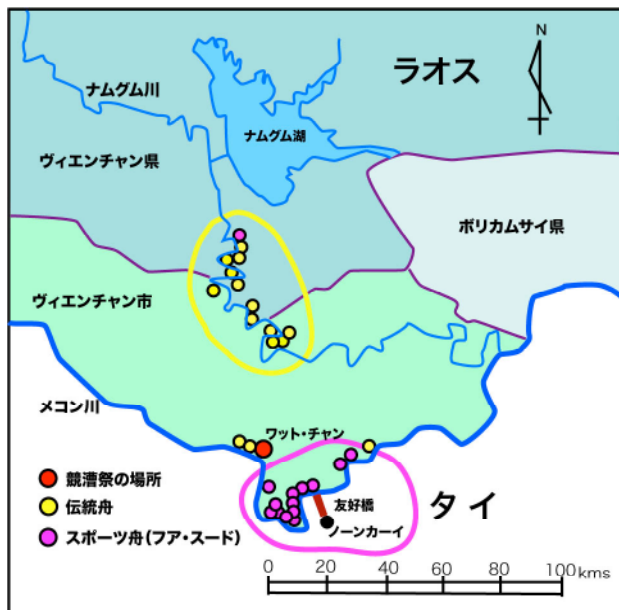 N
ラオス
ナムグム川
ナムグム湖
ヴィエンチャン県
ボリカムサイ県
ヴィエンチャン市
メコン川
ワット・チャン
競漕祭の場所
伝統舟
スポーツ舟(フア・スード)
タイ
友好橋
ノーンカーイ
0 20 40 60 80 100 kms